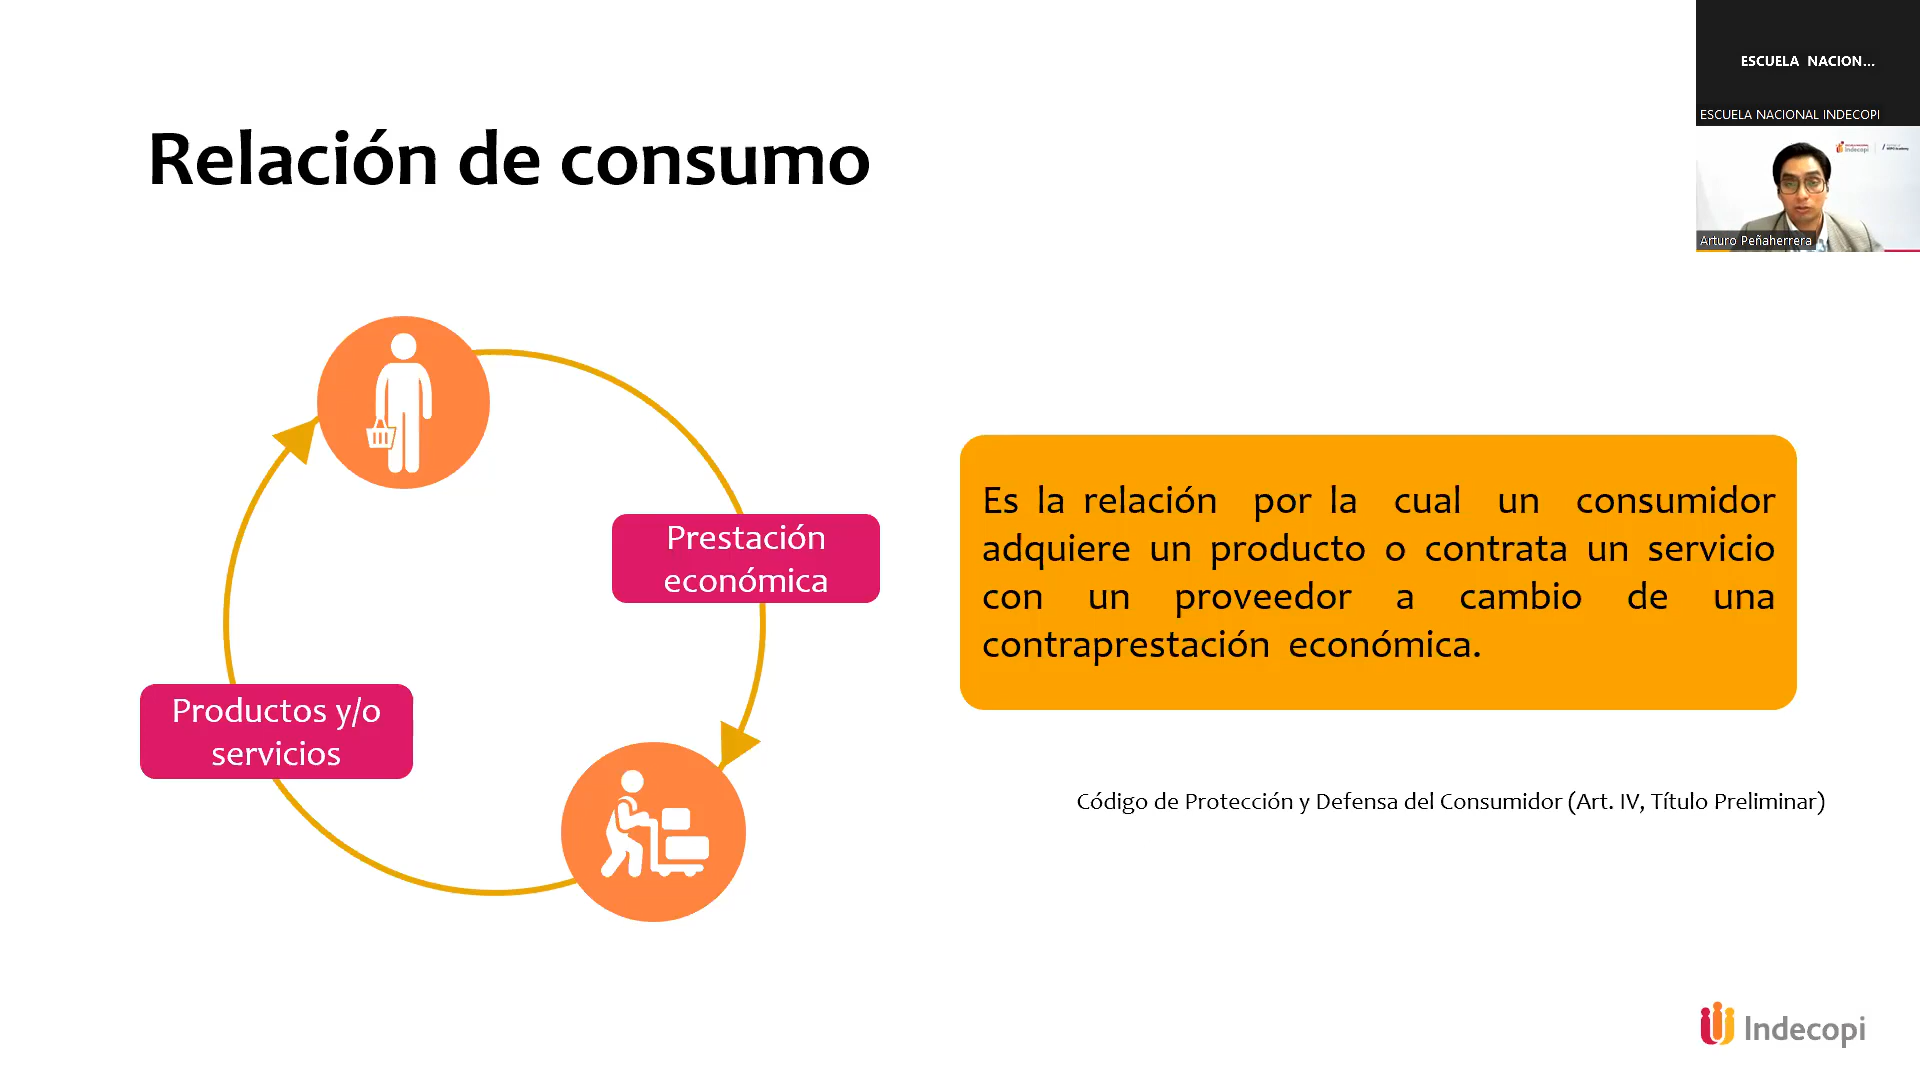 ESCUELA NACION...
ESCUELA NACIONAL INDECOPI
Arturo Peñaherrera
Relación de consumo
Prestación
económica
Productos y/o
servicios
Es la relación por la cual un consumidor
adquiere un producto o contrata un servicio
con un proveedor a cambio de una
contraprestación económica.
Código de Protección y Defensa del Consumidor (Art. IV, Título Preliminar)
Indecopi